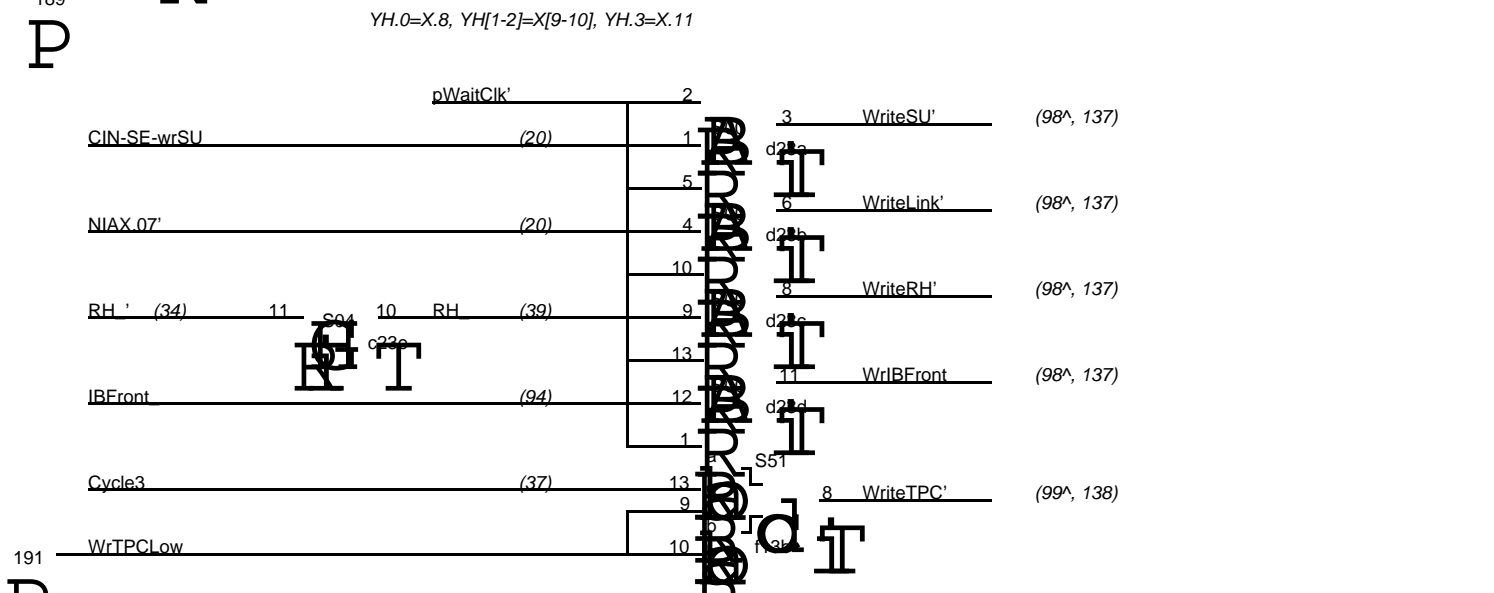 189
YH.0=X.8, YH[1-2]=X[9-10], YH.3=X.11
P
pWaitClk' 2
3 WriteSU' (98^, 137)
CIN-SE-wrSU (20) 1
T
5
6 WriteLink' (98^, 137)
NIAX.07' (20) 4
T
10
8 WriteRH' (98^, 137)
RH_' (34) 11 10 RH_ (39) 9
S04
c23e
T
T
13
11 WrIBFront (98^, 137)
IBFront_ (94) 12
T
1
a S51
Cycle3 (37) 13
8 WriteTPC' (99^, 138)
9
d
T
191 WrTPCLow 10